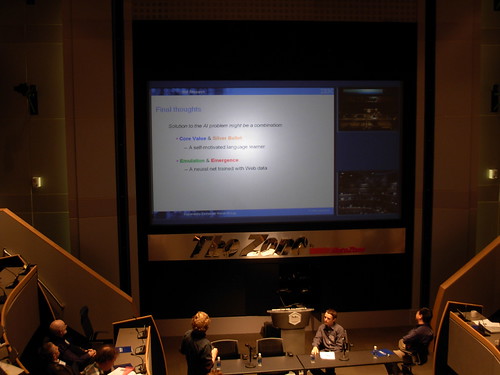 Final thoughts
Solution to the AI problem might be a combination:
• Core Value & Silver Bullet
– A self-motivated language learner
• Emulation & Emergence
– A neural net trained with Web data
The Zone